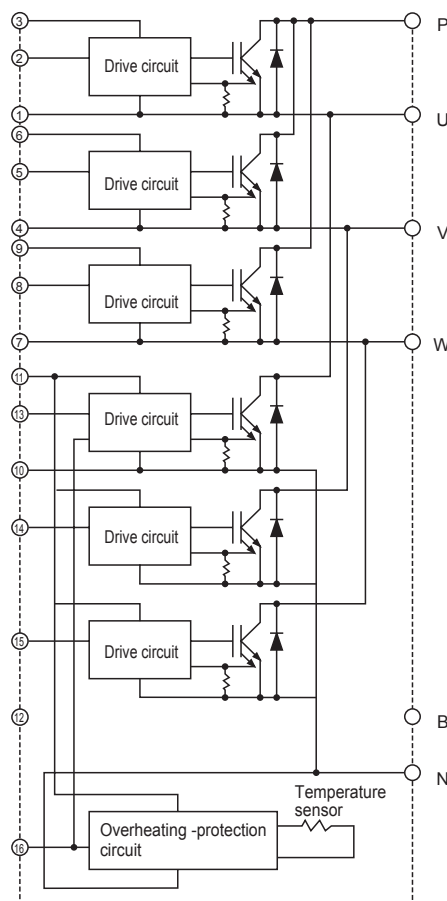 3
P
2
Drive circuit
1
U
6
5
Drive circuit
4
V
9
8
Drive circuit
7
W
11
13
Drive circuit
10
14
Drive circuit
15
Drive circuit
12
B
N
Temperature
sensor
Overheating -protection
circuit
16